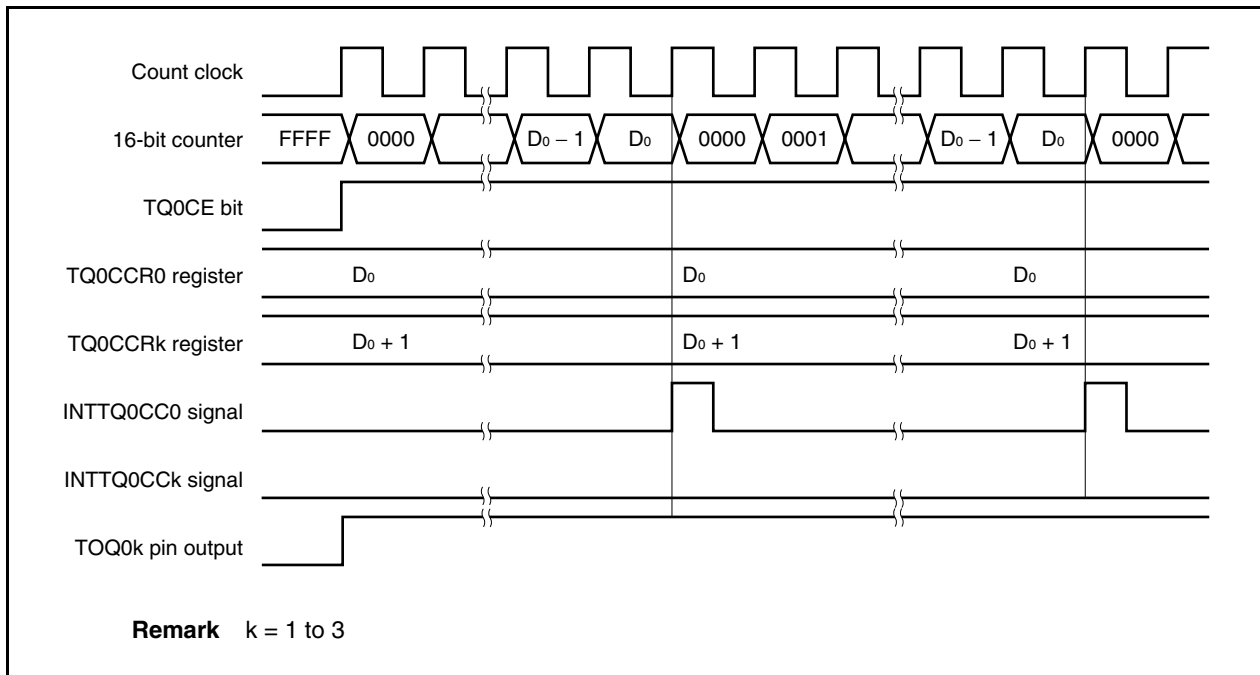 Count clock
16-bit counter FFFF 0000 D₀ − 1 D₀ 0000 0001 D₀ − 1 D₀ 0000
TQ0CE bit
TQ0CCR0 register D₀ D₀ D₀
TQ0CCRk register D₀ + 1 D₀ + 1 D₀ + 1
INTTQ0CC0 signal
INTTQ0CCk signal
TOQ0k pin output
Remark k = 1 to 3